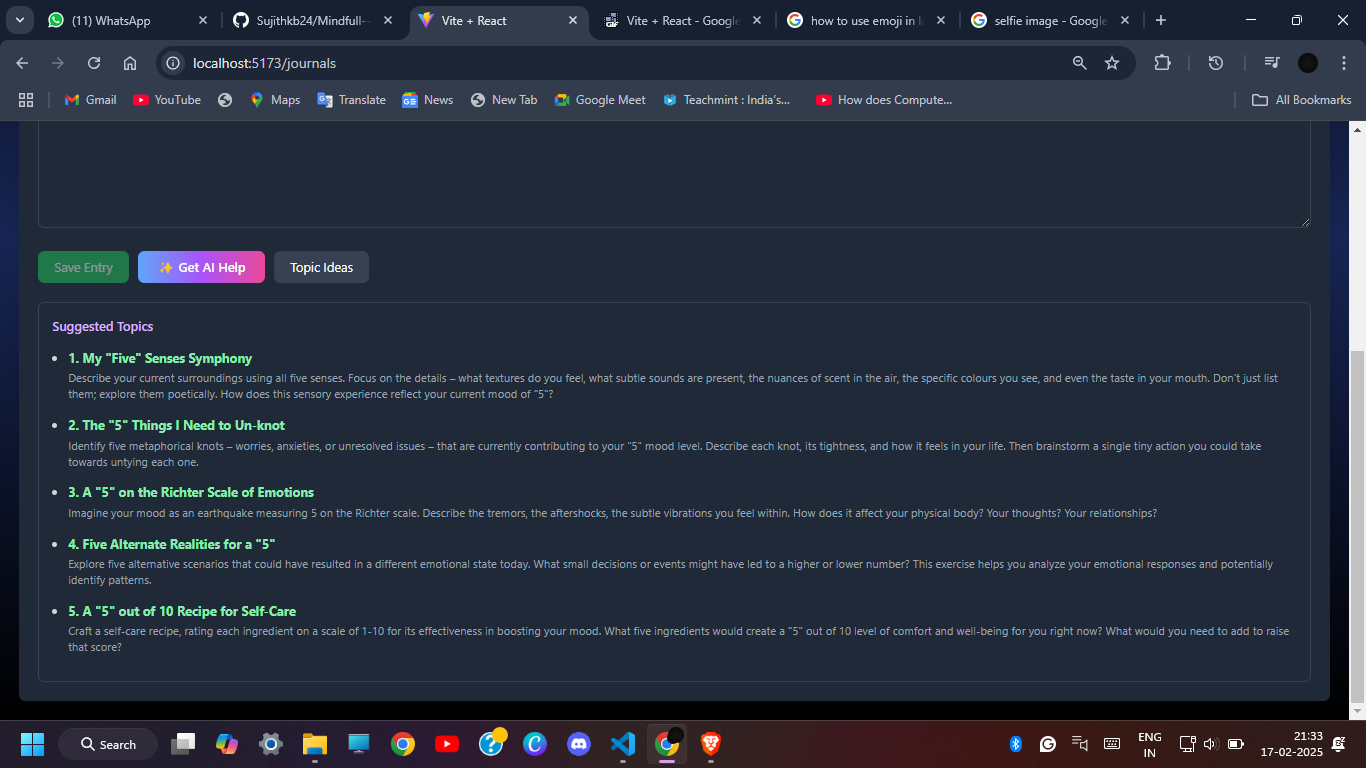 (11) WhatsApp
Sujithkb24/Mindfull-
Vite + React
Vite + React - Google
how to use emoji in l
selfie image - Google
localhost:5173/journals
Gmail
YouTube
Maps
Translate
News
New Tab
Google Meet
Teachmint : India's...
How does Compute...
All Bookmarks
Save Entry
✨ Get AI Help
Topic Ideas
Suggested Topics
• 1. My "Five" Senses Symphony
Describe your current surroundings using all five senses. Focus on the details – what textures do you feel, what subtle sounds are present, the nuances of scent in the air, the specific colours you see, and even the taste in your mouth. Don't just list
them; explore them poetically. How does this sensory experience reflect your current mood of "5"?
• 2. The "5" Things I Need to Un-knot
Identify five metaphorical knots – worries, anxieties, or unresolved issues – that are currently contributing to your "5" mood level. Describe each knot, its tightness, and how it feels in your life. Then brainstorm a single tiny action you could take
towards untying each one.
• 3. A "5" on the Richter Scale of Emotions
Imagine your mood as an earthquake measuring 5 on the Richter scale. Describe the tremors, the aftershocks, the subtle vibrations you feel within. How does it affect your physical body? Your thoughts? Your relationships?
• 4. Five Alternate Realities for a "5"
Explore five alternative scenarios that could have resulted in a different emotional state today. What small decisions or events might have led to a higher or lower number? This exercise helps you analyze your emotional responses and potentially
identify patterns.
• 5. A "5" out of 10 Recipe for Self-Care
Craft a self-care recipe, rating each ingredient on a scale of 1-10 for its effectiveness in boosting your mood. What five ingredients would create a "5" out of 10 level of comfort and well-being for you right now? What would you need to add to raise
that score?
Search
ENG
IN
21:33
17-02-2025